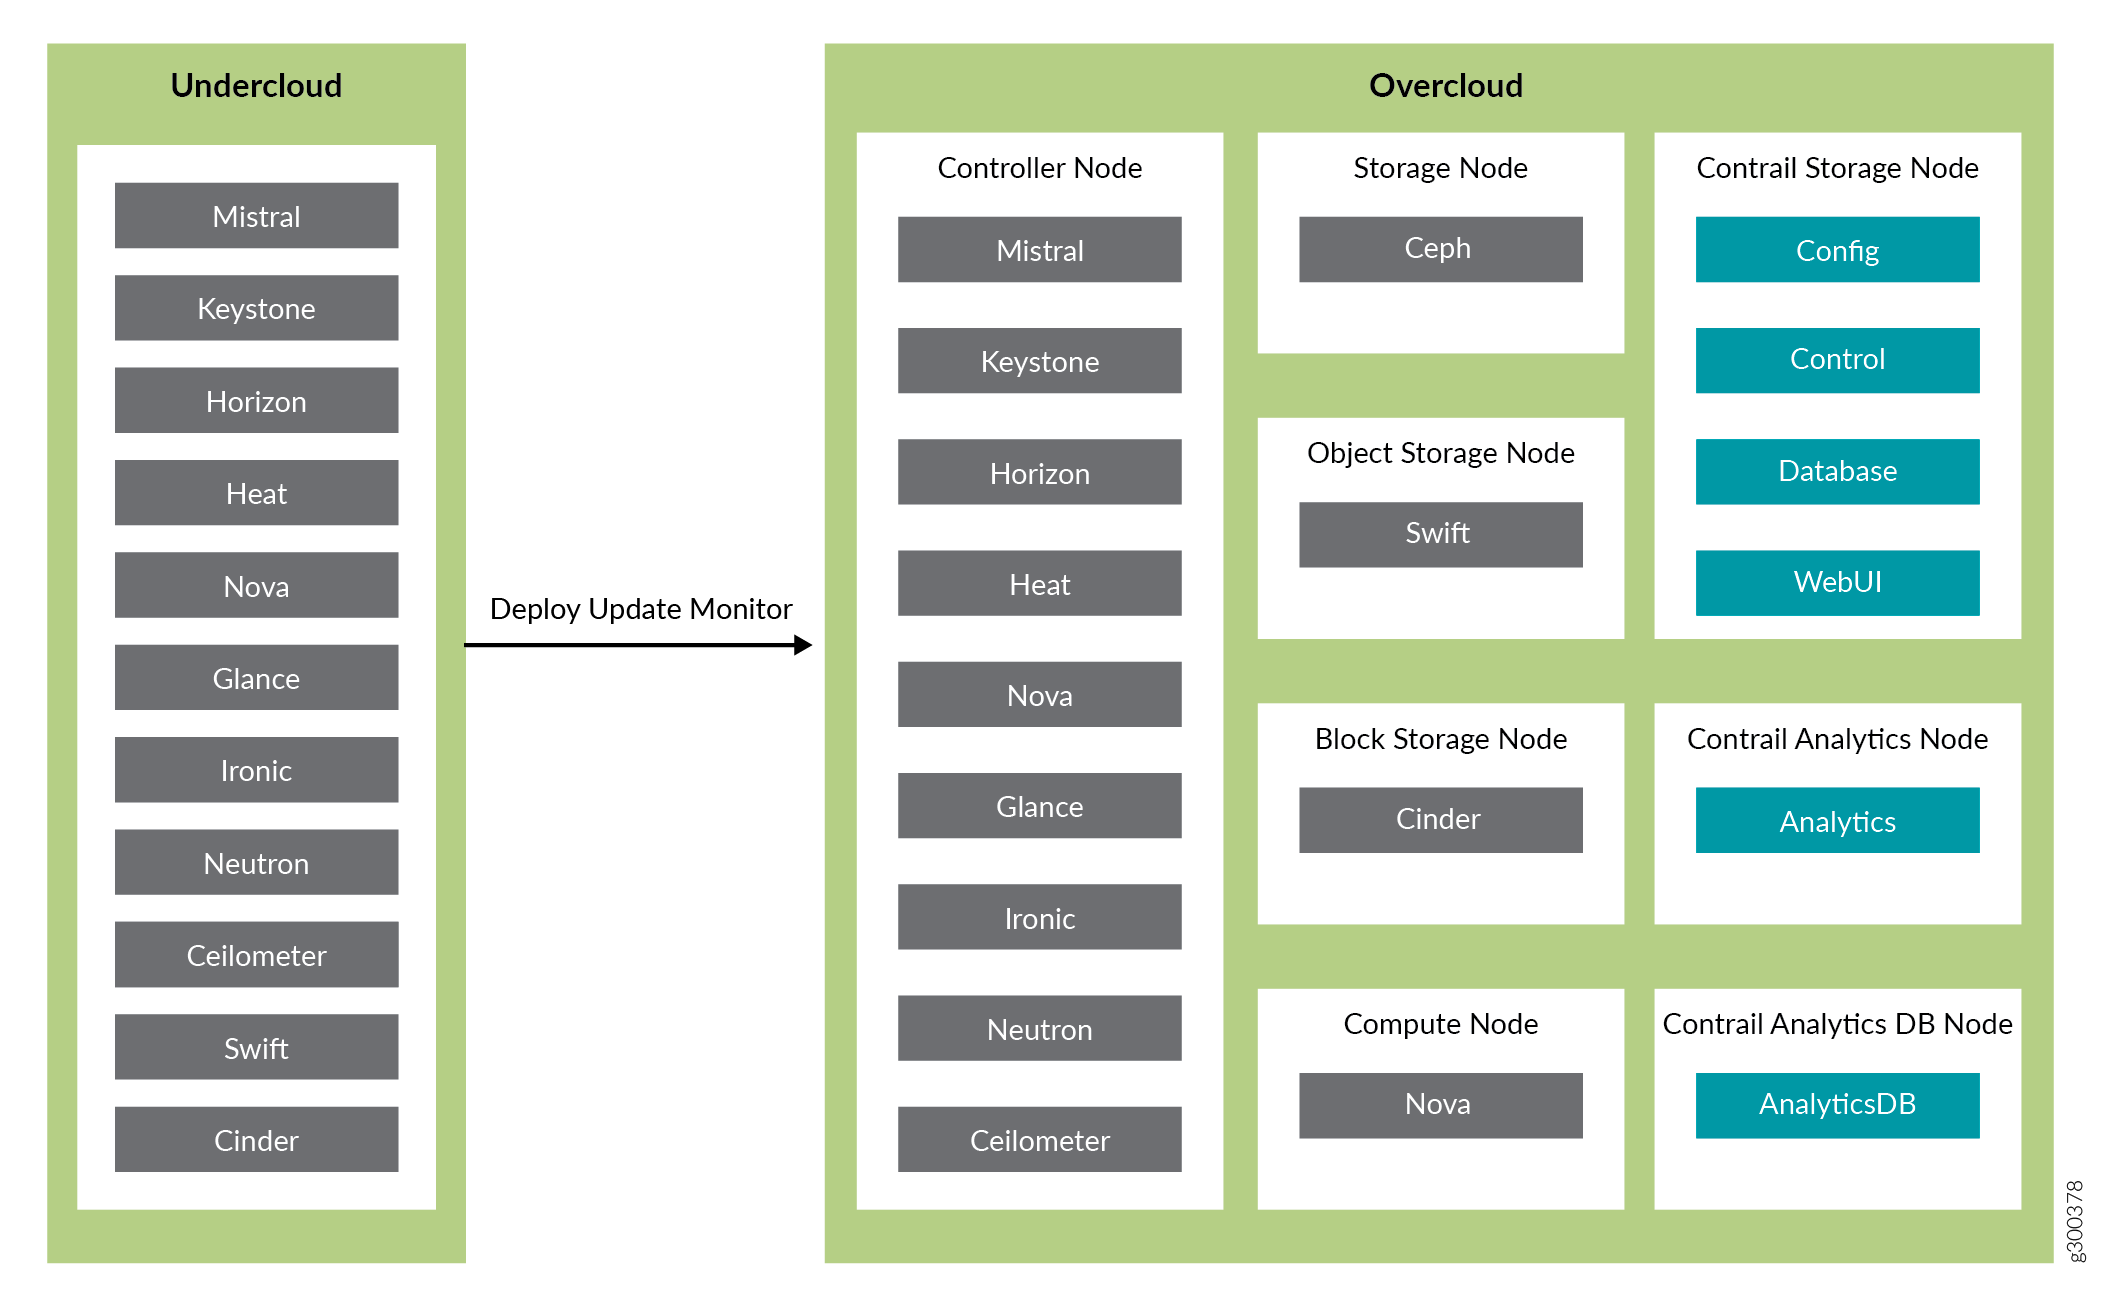 Undercloud
Mistral
Keystone
Horizon
Heat
Nova
Glance
Ironic
Neutron
Ceilometer
Swift
Cinder
Deploy Update Monitor
Overcloud
Controller Node
Mistral
Keystone
Horizon
Heat
Nova
Glance
Ironic
Neutron
Ceilometer
Storage Node
Ceph
Object Storage Node
Swift
Block Storage Node
Cinder
Compute Node
Nova
Contrail Storage Node
Config
Control
Database
WebUI
Contrail Analytics Node
Analytics
Contrail Analytics DB Node
AnalyticsDB
g300378